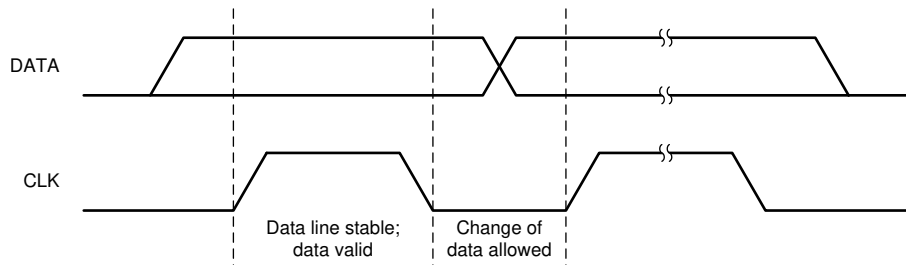 DATA
CLK
Data line stable;
data valid
Change of
data allowed